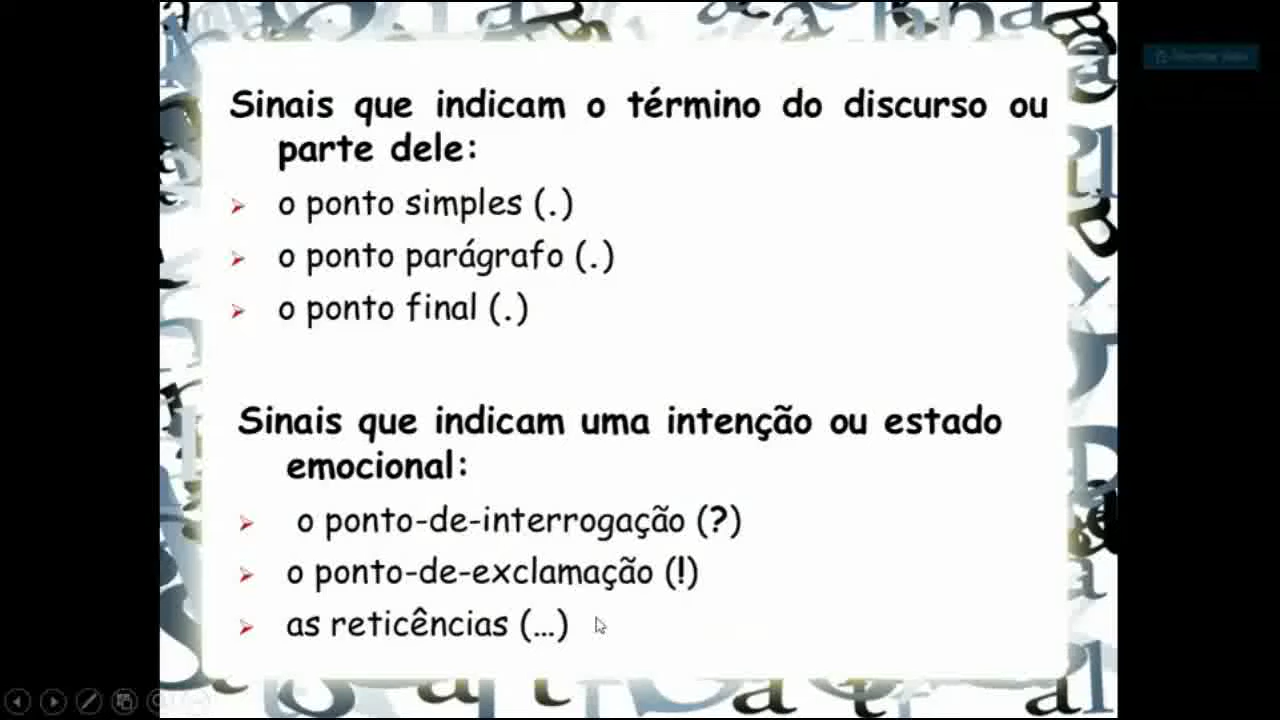 Sinais que indicam o término do discurso ou
parte dele:
o ponto simples (.)
o ponto parágrafo (.)
o ponto final (.)
Sinais que indicam uma intenção ou estado
emocional:
o ponto-de-interrogação (?)
o ponto-de-exclamação (!)
as reticências (...)